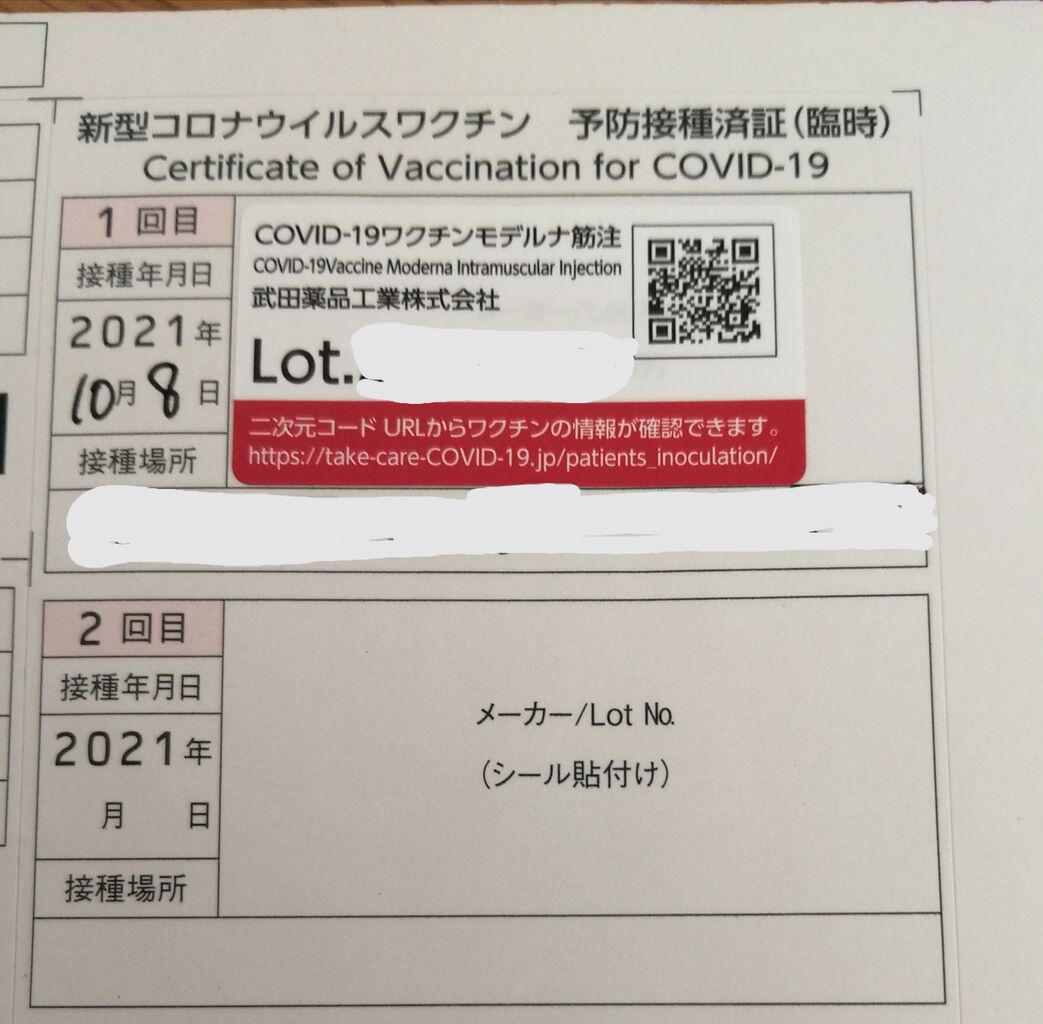 新型コロナウイルスワクチン 予防接種済証(臨時)
Certificate of Vaccination for COVID-19
1 回目
接種年月日
2021年
10月 8日
接種場所
COVID-19ワクチンモデルナ筋注
COVID-19Vaccine Moderna Intramuscular Injection
武田薬品工業株式会社
Lot.
二次元コード URLからワクチンの情報が確認できます。
https://take-care-COVID-19.jp/patients_inoculation/
2 回目
接種年月日
2021年
月 日
接種場所
メーカー/Lot No.
(シール貼付け)